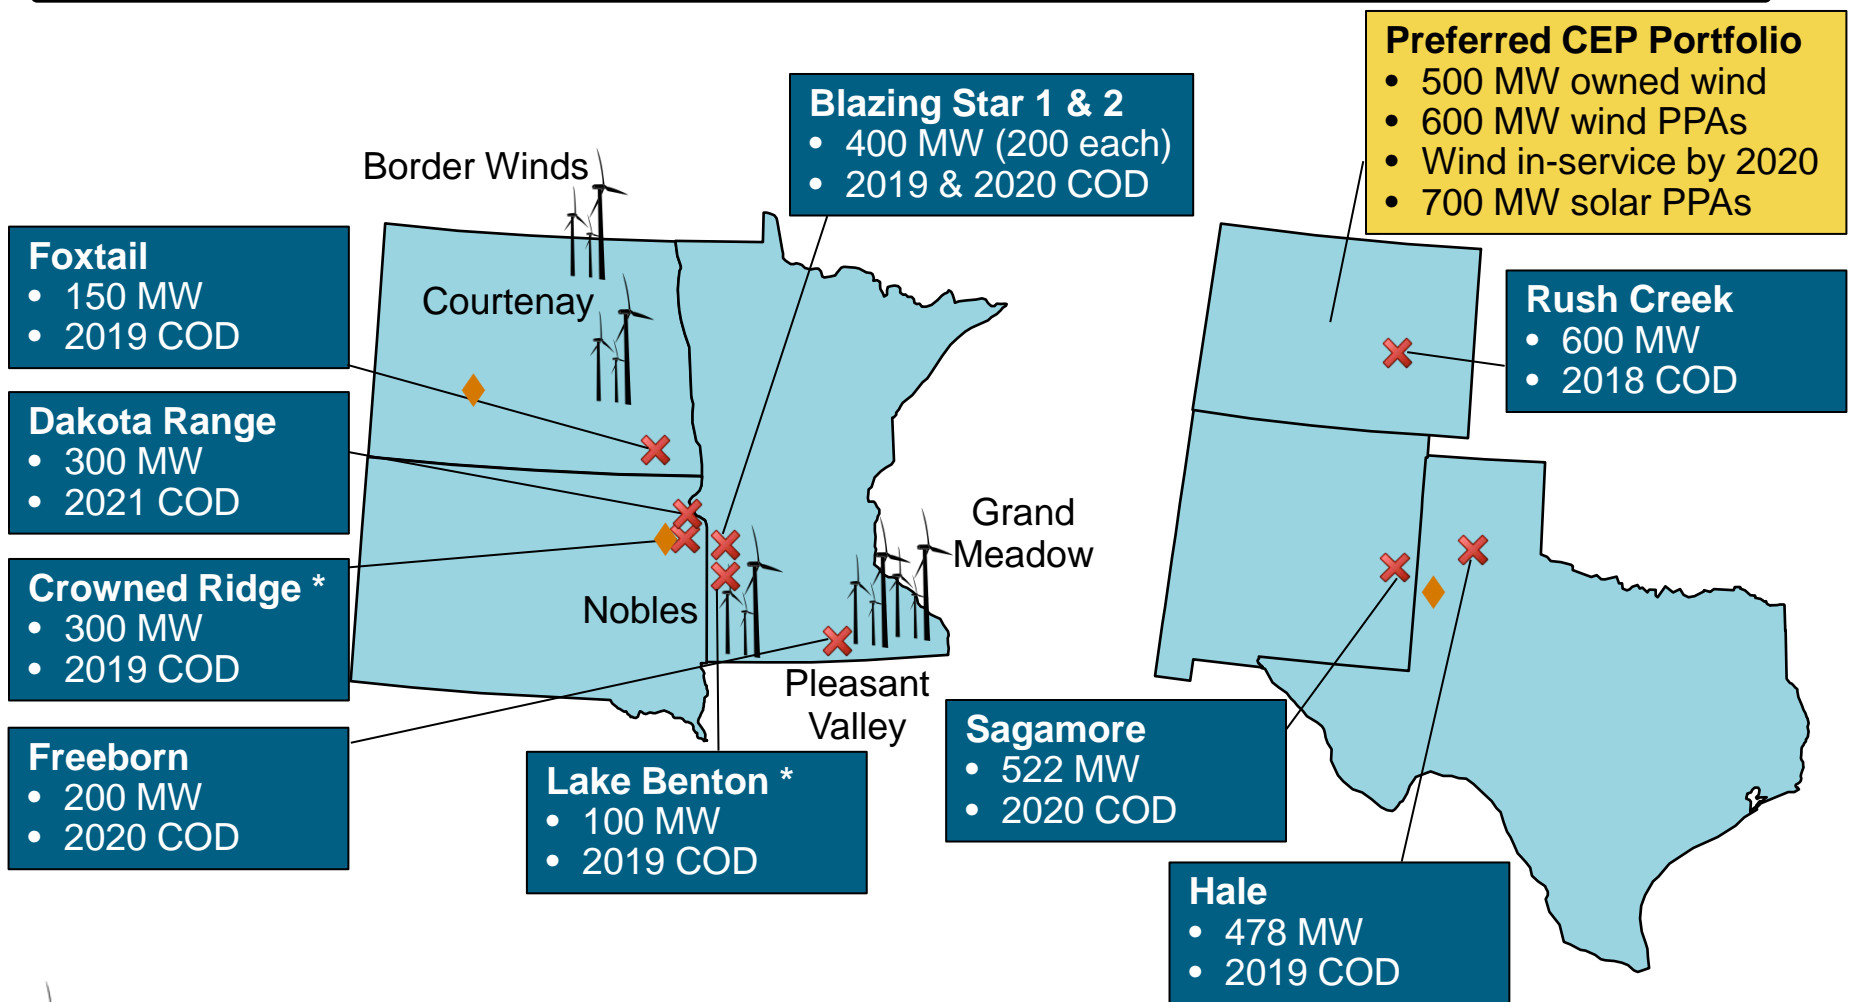 Preferred CEP Portfolio
• 500 MW owned wind
• 600 MW wind PPAs
• Wind in-service by 2020
• 700 MW solar PPAs
Blazing Star 1 & 2
• 400 MW (200 each)
• 2019 & 2020 COD
Border Winds
Foxtail
• 150 MW
• 2019 COD
Courtenay
Rush Creek
• 600 MW
• 2018 COD
Dakota Range
• 300 MW
• 2021 COD
Grand
Meadow
Crowned Ridge *
• 300 MW
• 2019 COD
Nobles
Pleasant
Valley
Freeborn
• 200 MW
• 2020 COD
Lake Benton *
• 100 MW
• 2019 COD
Sagamore
• 522 MW
• 2020 COD
Hale
• 478 MW
• 2019 COD